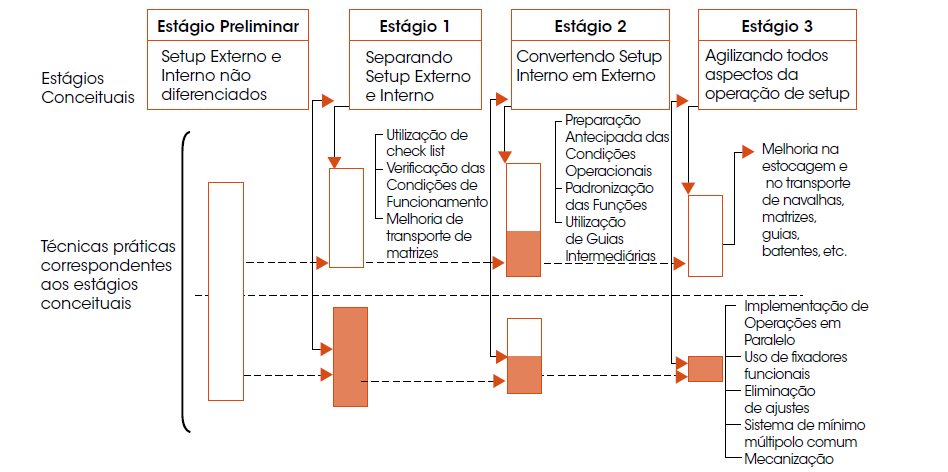 Estágio Preliminar
Setup Externo e
Interno não
diferenciados
Estágio 1
Separando
Setup Externo
e Interno
Estágio 2
Convertendo Setup
Interno em Externo
Estágio 3
Agilizando todos
aspectos da
operação de setup
Estágios
Conceituais
Técnicas práticas
correspondentes
aos estágios
conceituais
Utilização de
check list
Verificação das
Condições de
Funcionamento
Melhoria de
transporte de
matrizes
Preparação
Antecipada das
Condições
Operacionais
Padronização
das Funções
Utilização
de Guias
Intermediárias
Melhoria na
estocagem e
no transporte
de navalhas,
matrizes,
guias,
batentes, etc.
Implementação de
Operações em
Paralelo
Uso de fixadores
funcionais
Eliminação
de ajustes
Sistema de mínimo
múltipolo comum
Mecanização